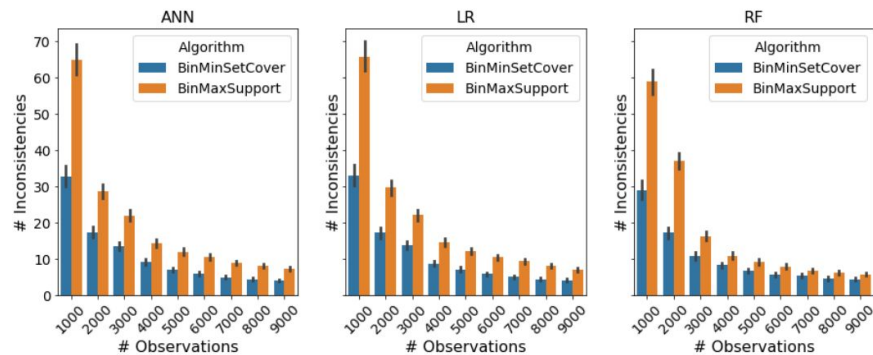 ANN
LR
RF
Algorithm
BinMinSetCover
BinMaxSupport
Algorithm
BinMinSetCover
BinMaxSupport
Algorithm
BinMinSetCover
BinMaxSupport
# Inconsistencies
# Inconsistencies
# Inconsistencies
70
60
50
40
30
20
10
0
1000 2000 3000 4000 5000 6000 7000 8000 9000
1000 2000 3000 4000 5000 6000 7000 8000 9000
1000 2000 3000 4000 5000 6000 7000 8000 9000
# Observations
# Observations
# Observations